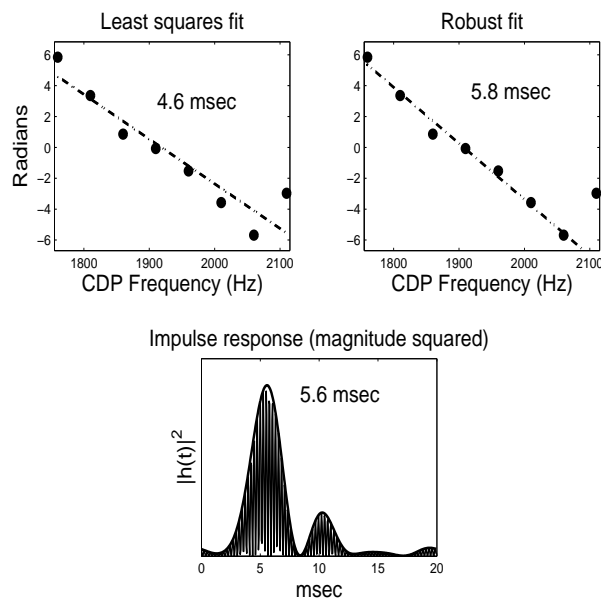 Least squares fit
Robust fit
6
4
2
0
−2
−4
−6
Radians
4.6 msec
1800
1900
2000
2100
CDP Frequency (Hz)
6
4
2
0
−2
−4
−6
5.8 msec
1800
1900
2000
2100
CDP Frequency (Hz)
Impulse response (magnitude squared)
|h(t)|²
5.6 msec
0
5
10
15
20
msec